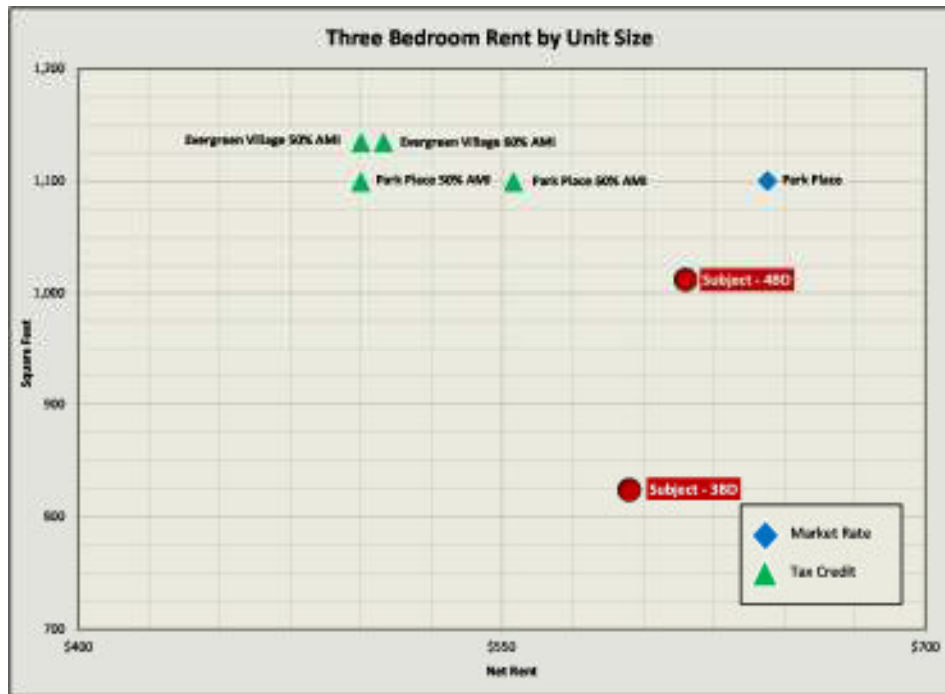 Three Bedroom Rent by Unit Size
1,200
Evergreen Village 50% AMI
Evergreen Village 60% AMI
1,100
Park Place 50% AMI
Park Place 60% AMI
Park Place
1,000
Subject - 4BD
Square Feet
900
Subject - 3BD
800
Market Rate
Tax Credit
700
$400
$550
$700
Net Rent